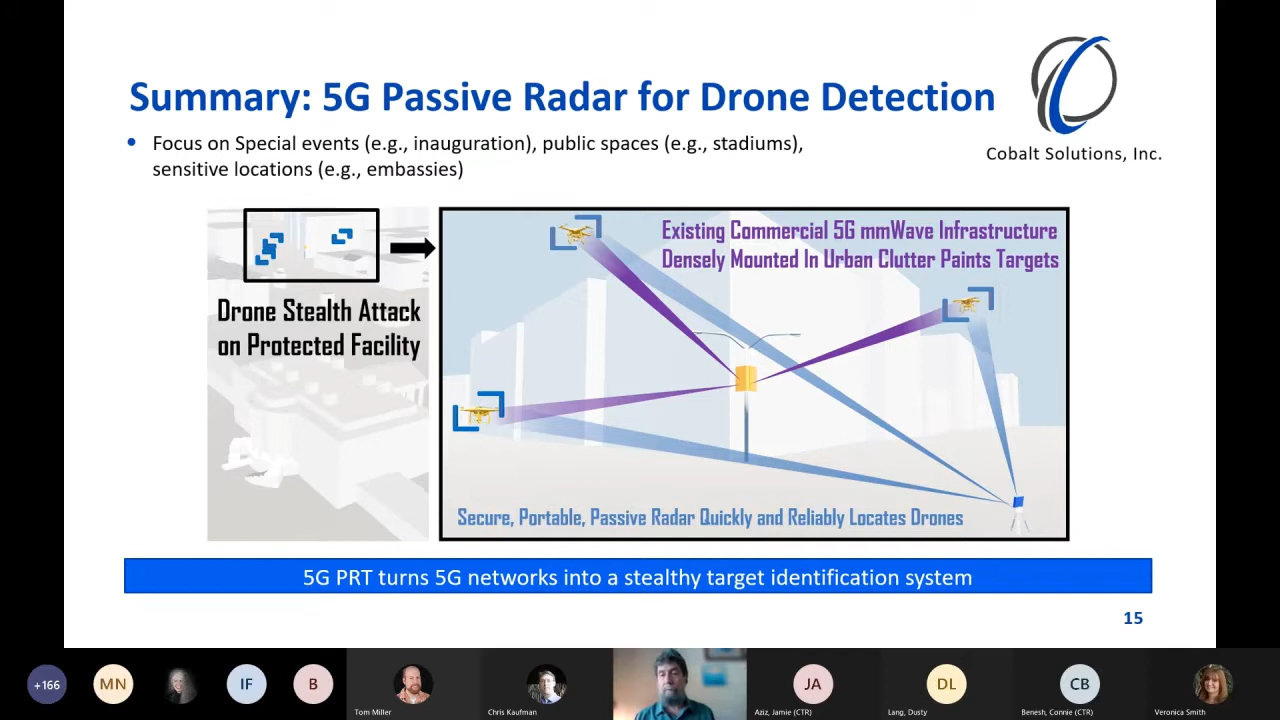 Summary: 5G Passive Radar for Drone Detection
Cobalt Solutions, Inc.
• Focus on Special events (e.g., inauguration), public spaces (e.g., stadiums),
sensitive locations (e.g., embassies)
Drone Stealth Attack
on Protected Facility
Existing Commercial 5G mmWave Infrastructure
Densely Mounted In Urban Clutter Paints Targets
Secure, Portable, Passive Radar Quickly and Reliably Locates Drones
5G PRT turns 5G networks into a stealthy target identification system
15
+166
MN
IF
B
Tom Miller
Chris Kaufman
JA
Aziz, Jamie (CTR)
DL
Lang, Dusty
CB
Benesh, Connie (CTR)
Veronica Smith